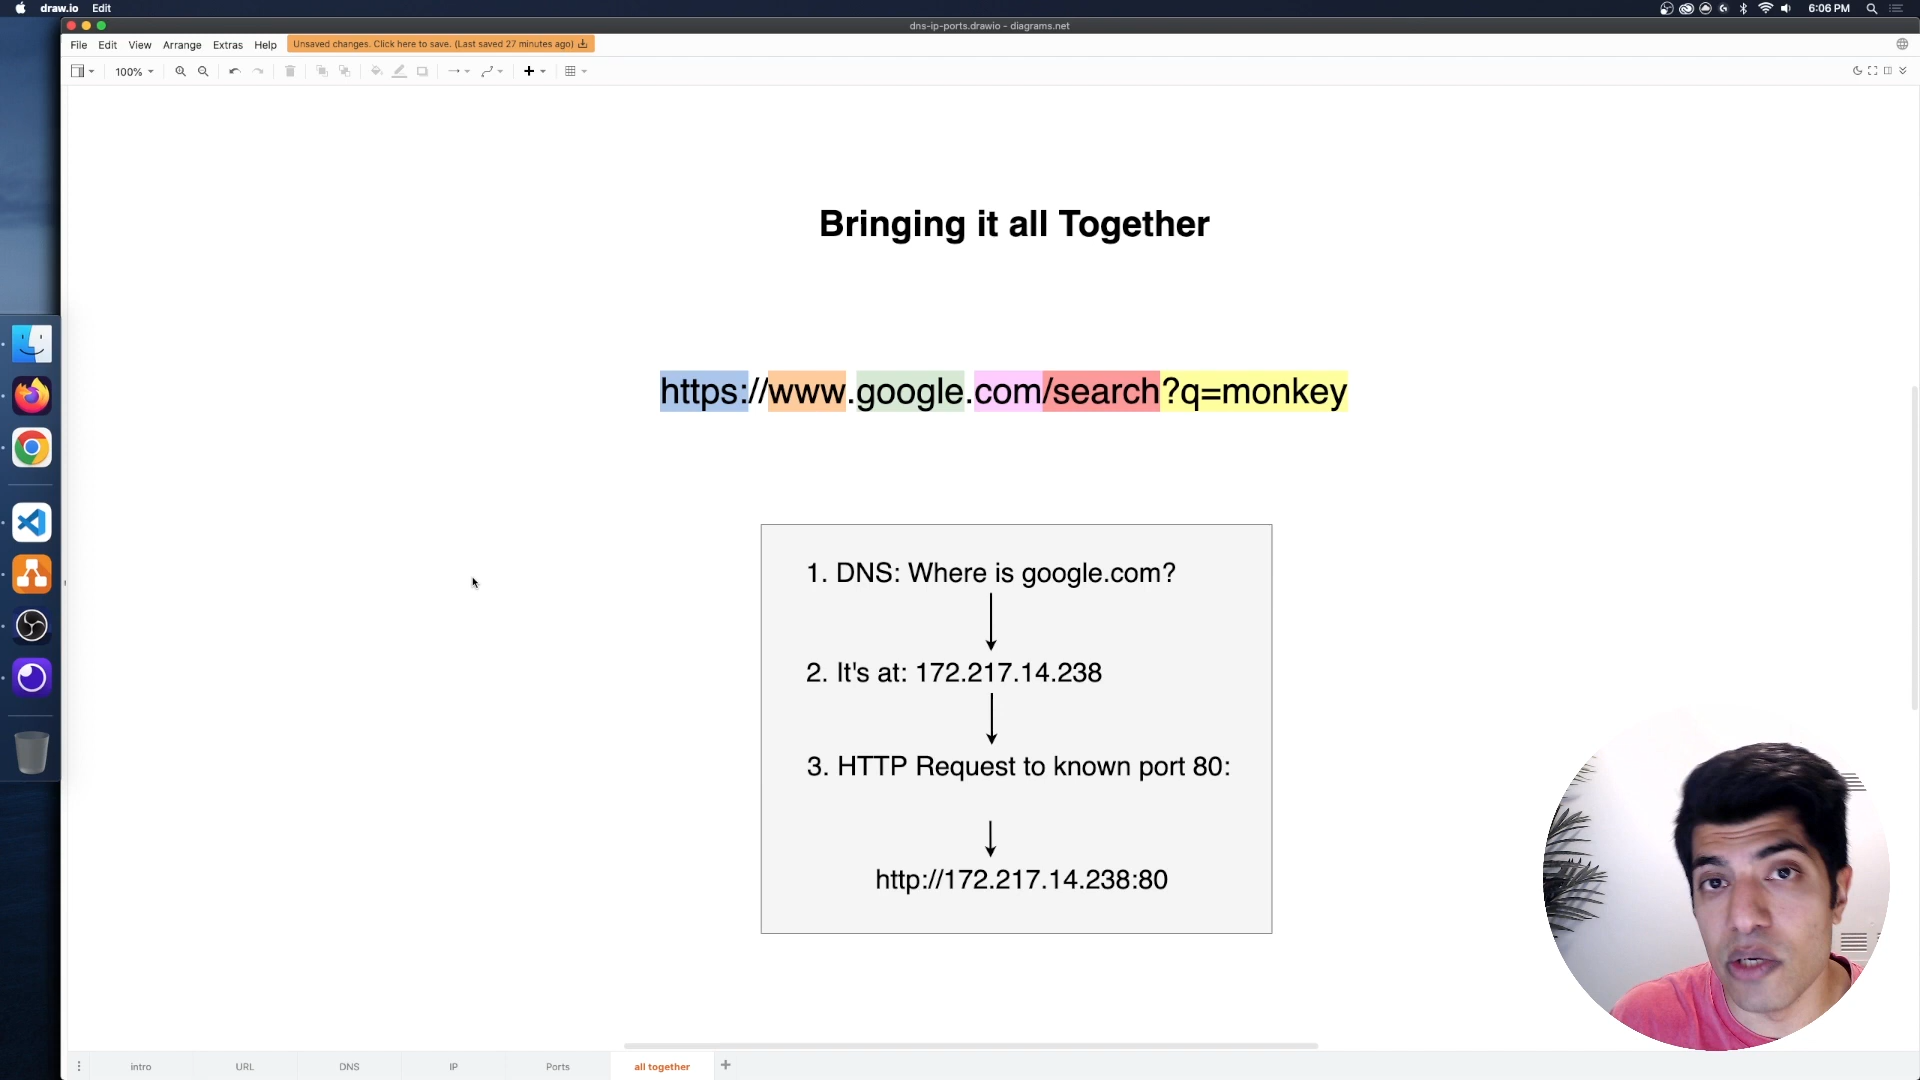 draw.io Edit
6:06 PM
dns-ip-ports.drawio - diagrams.net
File Edit View Arrange Extras Help Unsaved changes. Click here to save. (Last saved 27 minutes ago)
100%
Bringing it all Together
https://www.google.com/search?q=monkey
1. DNS: Where is google.com?
2. It's at: 172.217.14.238
3. HTTP Request to known port 80:
http://172.217.14.238:80
intro URL DNS IP Ports all together